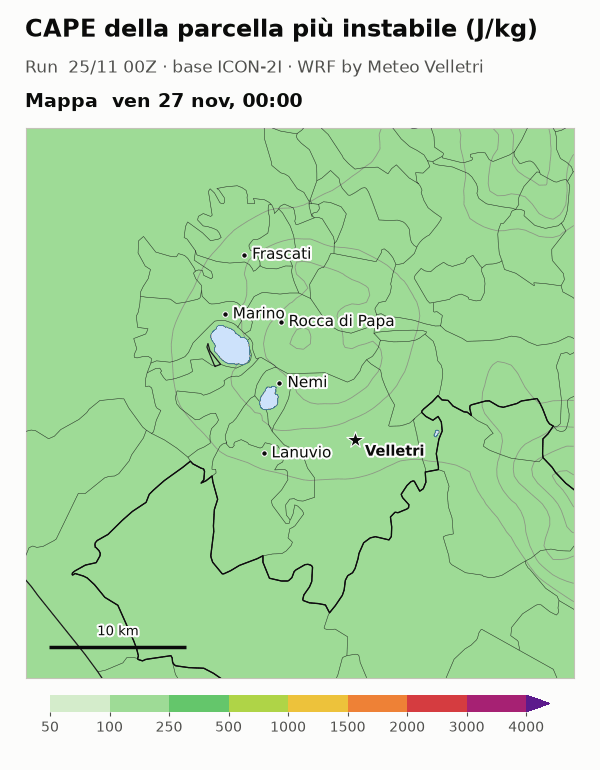 CAPE della parcella più instabile (J/kg)
Run  25/11 00Z · base ICON-2I · WRF by Meteo Velletri
Mappa  ven 27 nov, 00:00
Frascati
Marino
Rocca di Papa
Nemi
Velletri
Lanuvio
10 km
50 100 250 500 1000 1500 2000 3000 4000